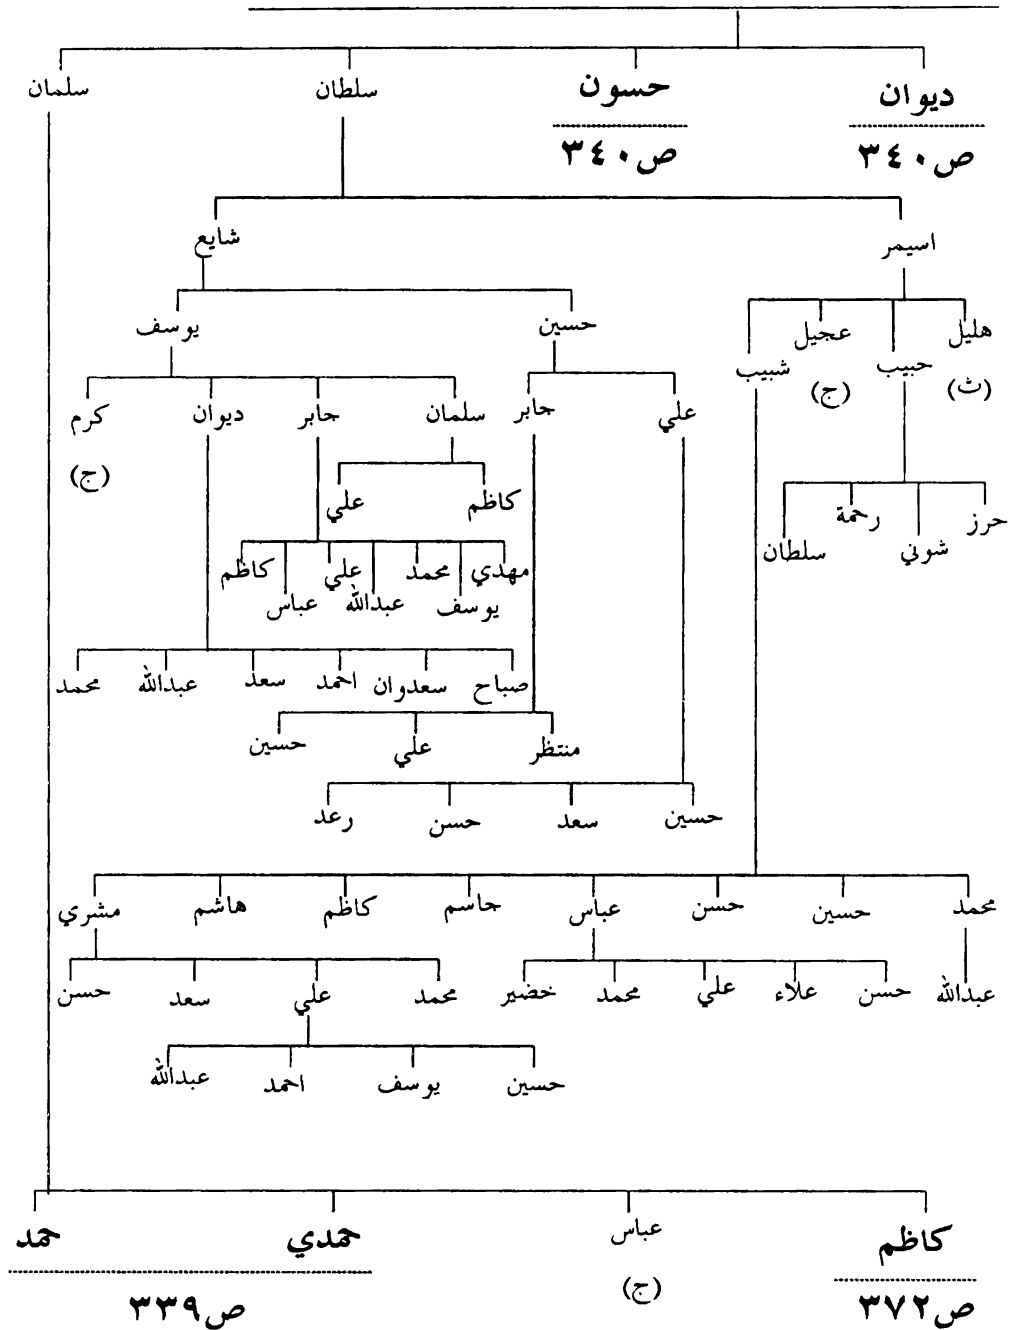 ديوان حسون سلطان سلمان
ص٣٤٠ ص٣٤٠
اسيمر شايع
هليل حبيب عجيل شبيب حسين يوسف
(ث) (ج)
علي جابر سلمان جابر ديوان كرم
(ج)
كاظم علي
حرز شوني رحمة سلطان
مهدي يوسف محمد عبدالله علي عباس كاظم
صباح سعدوان احمد سعد عبدالله محمد
منتظر علي حسين
حسين سعد حسن رعد
محمد حسين حسن عباس جاسم كاظم هاشم مشري
عبدالله حسن علاء علي محمد خضير محمد علي سعد حسن
حسين يوسف احمد عبدالله
كاظم عباس حمدي حمد
ص٣٧٢ (ج) ص٣٣٩